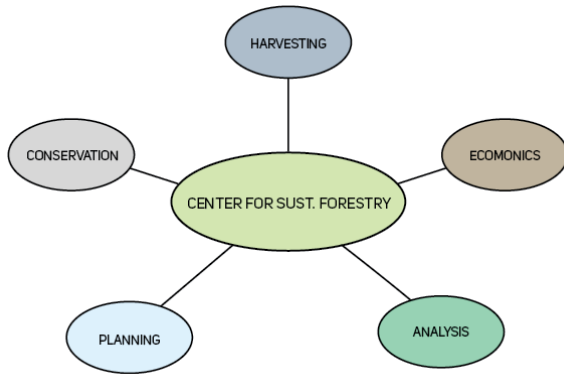 HARVESTING
CONSERVATION
ECOMONICS
CENTER FOR SUST. FORESTRY
PLANNING
ANALYSIS